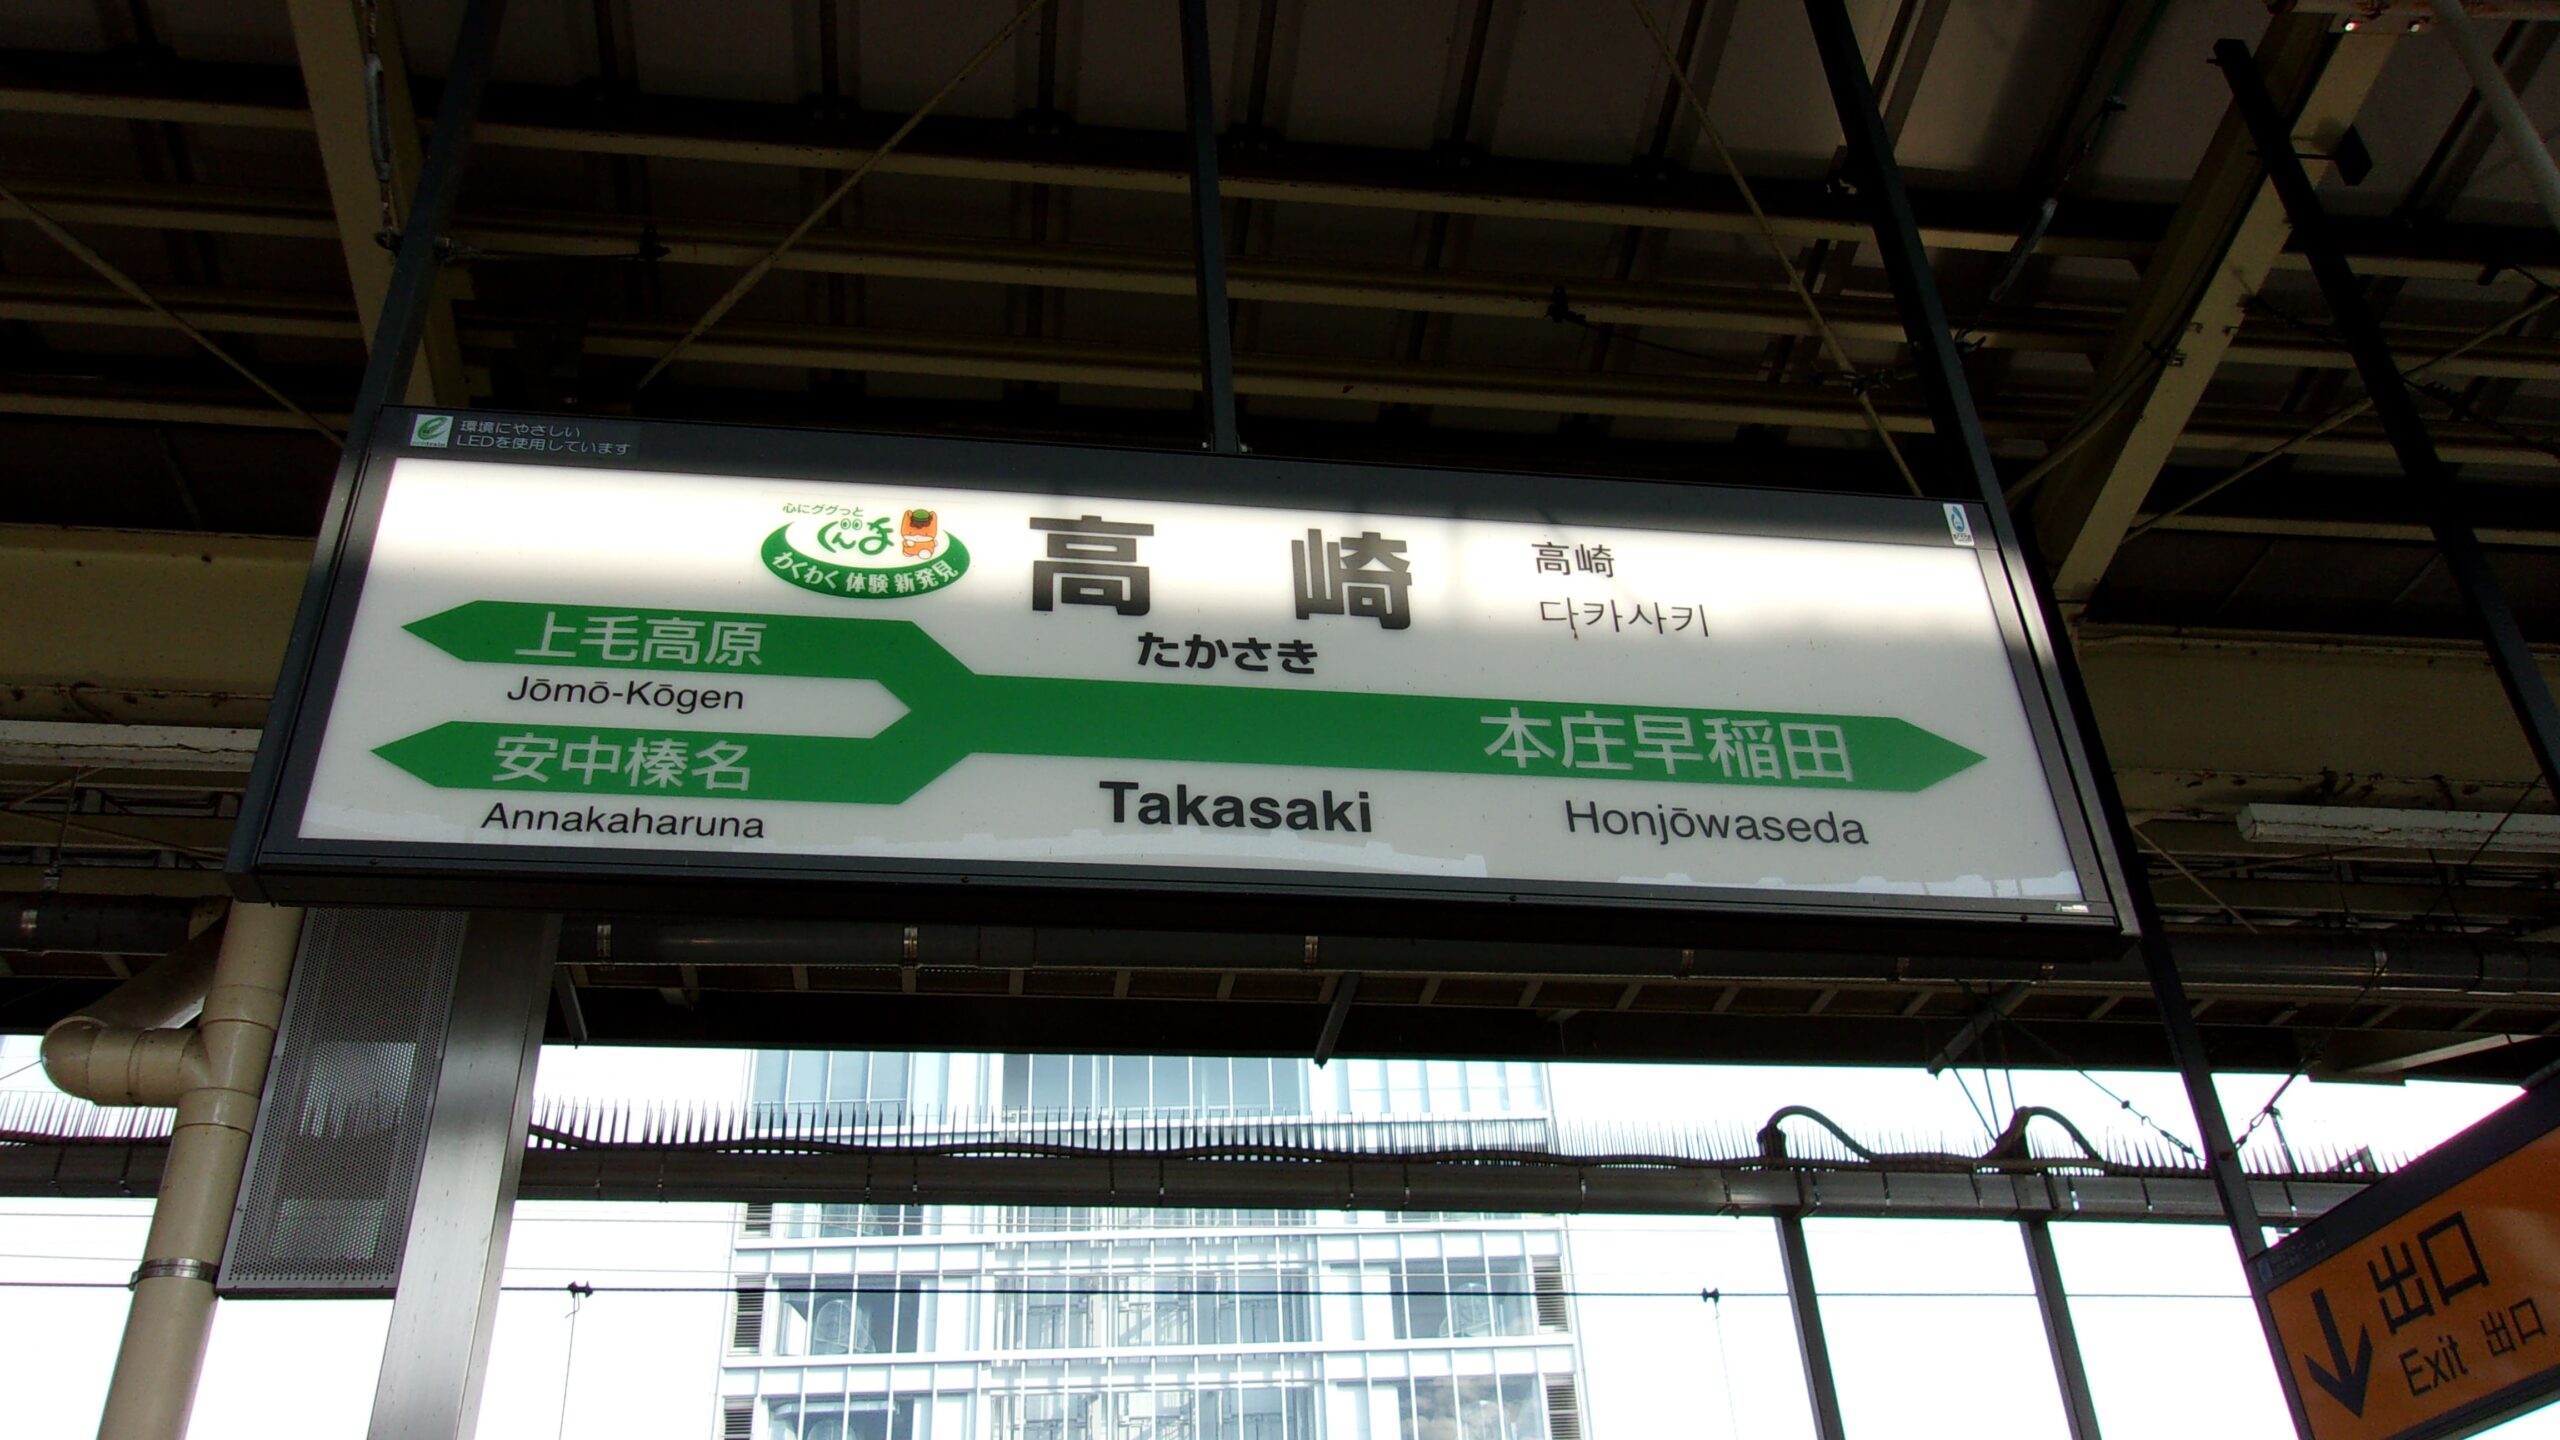 環境にやさしい
LEDを使用しています
心にググっと
ぐんま
わくわく 体験 新発見
高崎
たかさき
高崎
다카사키
上毛高原
Jōmō-Kōgen
安中榛名
Annakaharuna
本庄早稲田
Honjōwaseda
Takasaki
出口
Exit 出口